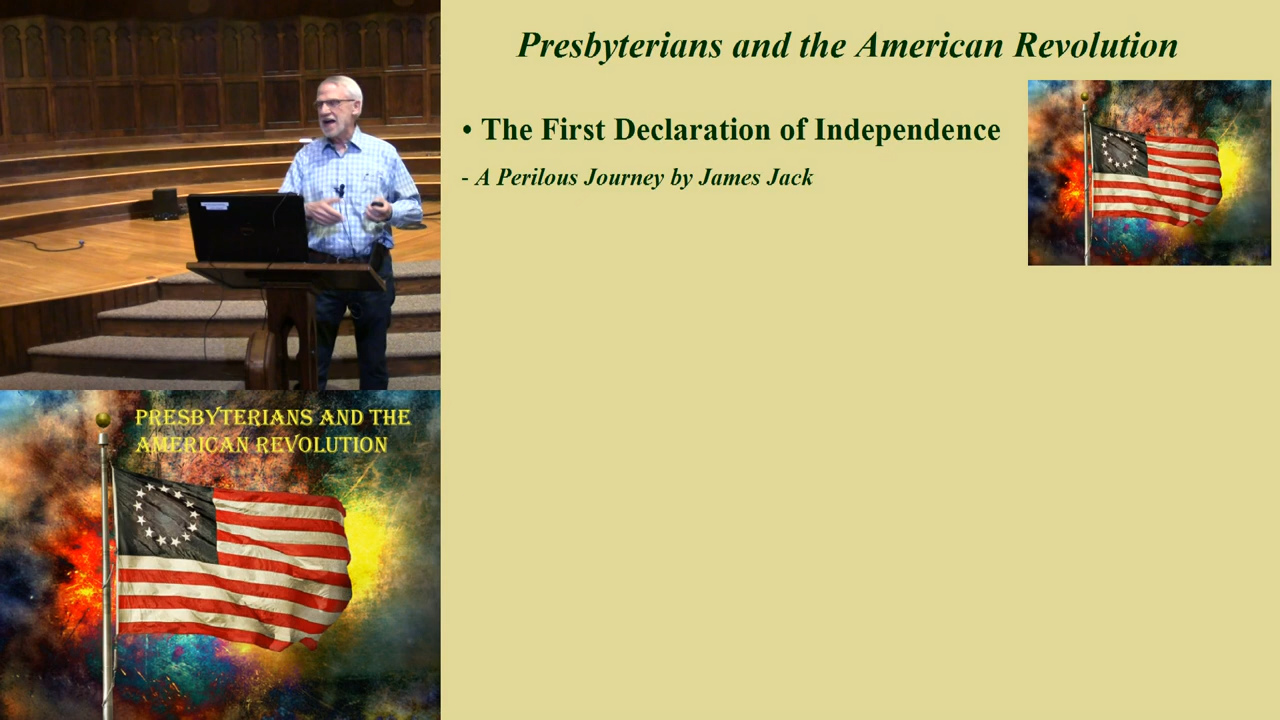 Presbyterians and the American Revolution
• The First Declaration of Independence
- A Perilous Journey by James Jack
PRESBYTERIANS AND THE
AMERICAN REVOLUTION